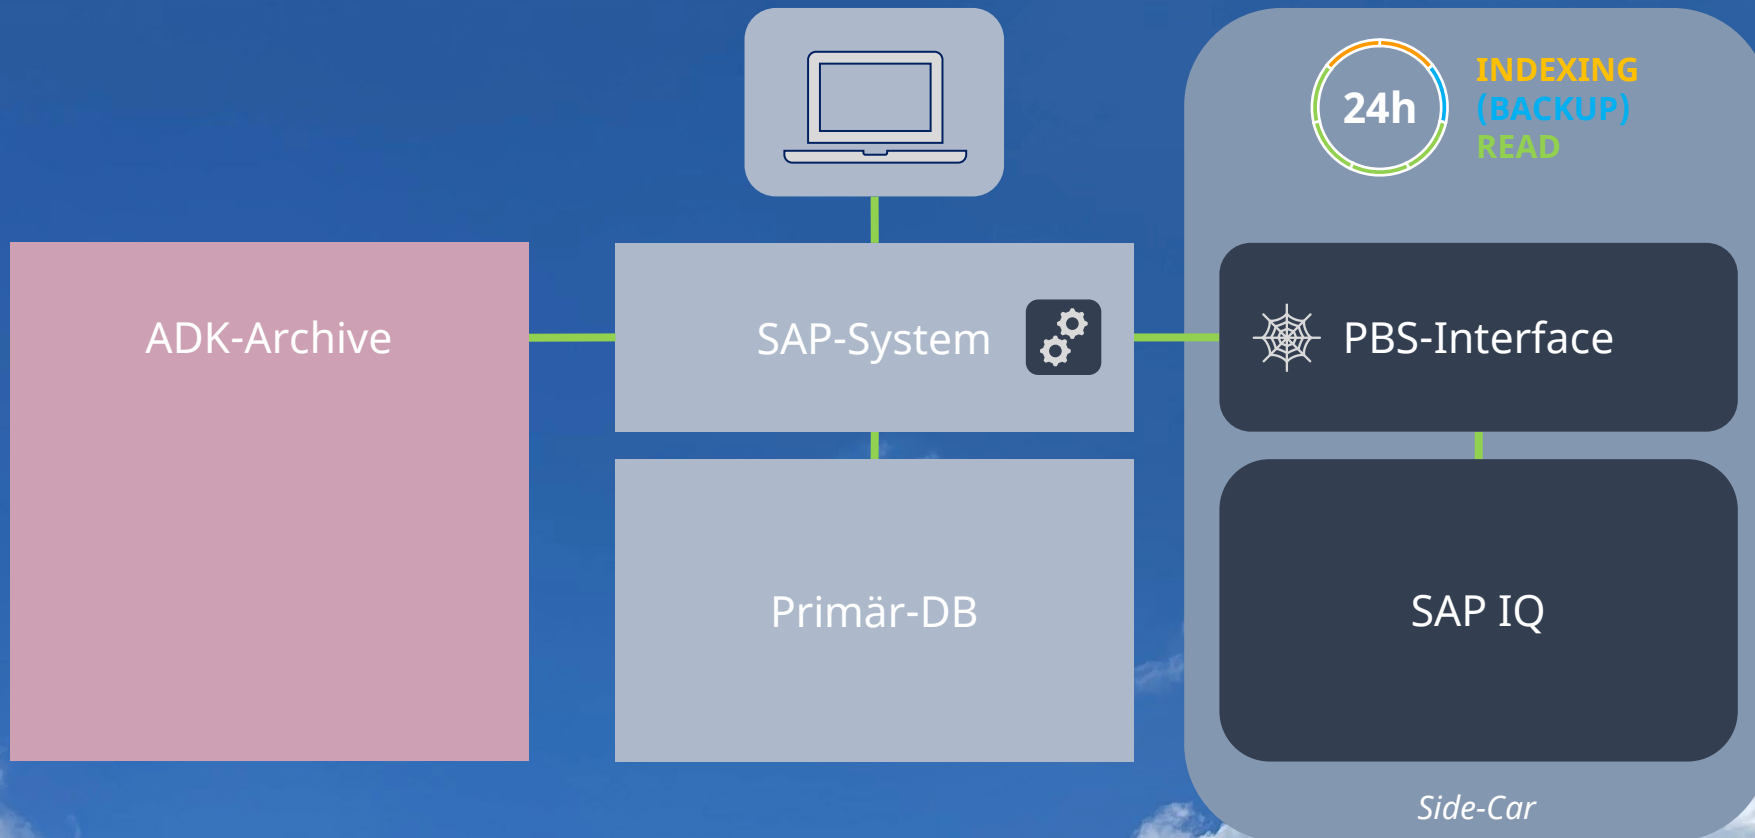 24h
INDEXING
(BACKUP)
READ
ADK-Archive
SAP-System
PBS-Interface
Primär-DB
SAP IQ
Side-Car